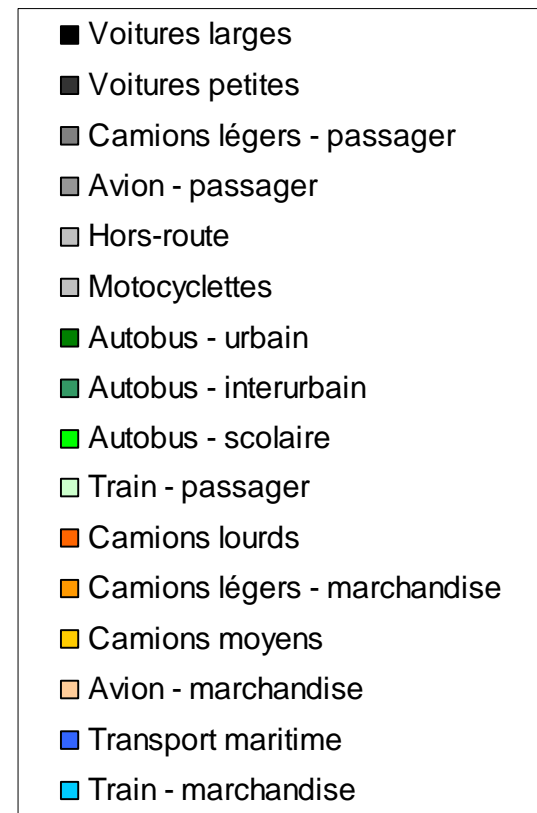 Voitures larges
Voitures petites
Camions légers - passager
Avion - passager
Hors-route
Motocyclettes
Autobus - urbain
Autobus - interurbain
Autobus - scolaire
Train - passager
Camions lourds
Camions légers - marchandise
Camions moyens
Avion - marchandise
Transport maritime
Train - marchandise